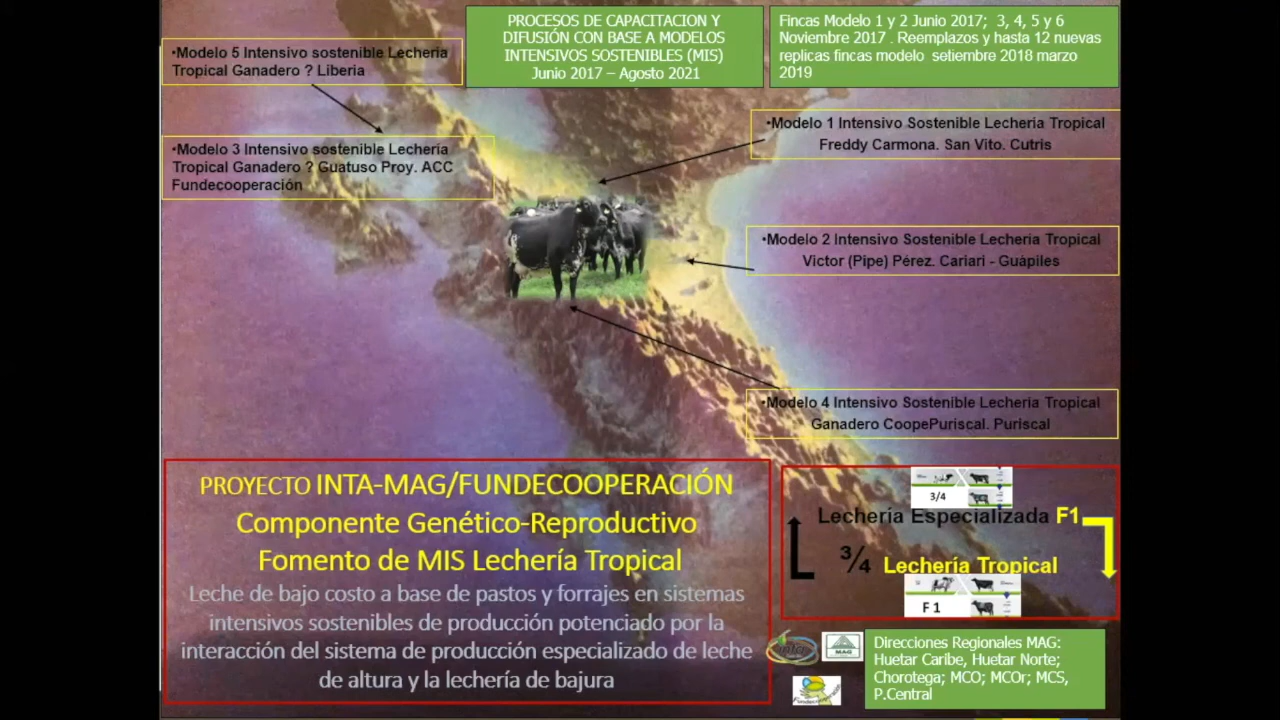 PROCESOS DE CAPACITACION Y
DIFUSIÓN CON BASE A MODELOS
INTENSIVOS SOSTENIBLES (MIS)
Junio 2017 – Agosto 2021
Fincas Modelo 1 y 2 Junio 2017; 3, 4, 5 y 6
Noviembre 2017 . Reemplazos y hasta 12 nuevas
replicas fincas modelo setiembre 2018 marzo
2019
•Modelo 5 Intensivo sostenible Lecheria
Tropical Ganadero ? Liberia
•Modelo 3 Intensivo sostenible Lecheria
Tropical Ganadero ? Guatuso Proy. ACC
Fundecooperación
•Modelo 1 Intensivo Sostenible Lecheria Tropical
Freddy Carmona. San Vito. Cutris
•Modelo 2 Intensivo Sostenible Lecheria Tropical
Victor (Pipe) Pérez. Cariari - Guápiles
•Modelo 4 Intensivo Sostenible Lecheria Tropical
Ganadero CoopePuriscal. Puriscal
PROYECTO INTA-MAG/FUNDECOOPERACIÓN
Componente Genético-Reproductivo
Fomento de MIS Lechería Tropical
Leche de bajo costo a base de pastos y forrajes en sistemas
intensivos sostenibles de producción potenciado por la
interacción del sistema de producción especializado de leche
de altura y la lechería de bajura
3/4
Lechería Especializada F1
¾ Lechería Tropical
F 1
MAG
Direcciones Regionales MAG:
Huetar Caribe, Huetar Norte;
Chorotega; MCO; MCOr; MCS,
P.Central